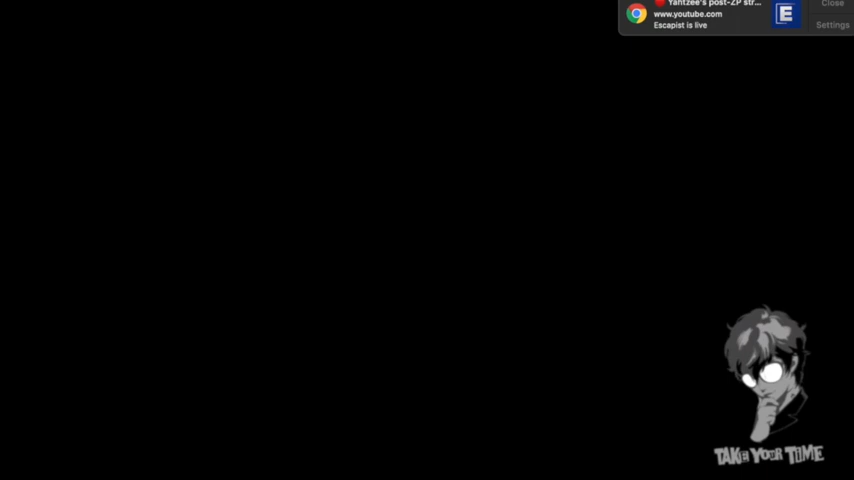 Yahtzee's post-ZP str...
www.youtube.com
Escapist is live
E
Close
Settings
TAKE YOUR TIME